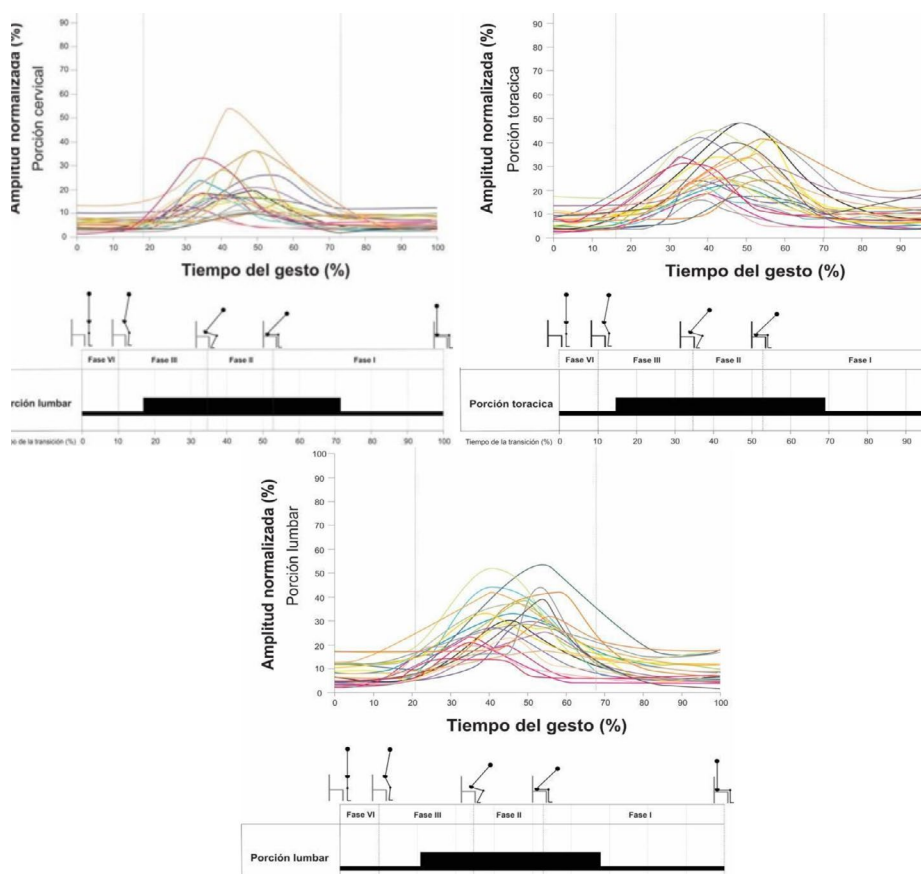 Amplitud normalizada (%)
Porción cervical
90
80
70
60
50
40
30
20
10
0
0 10 20 30 40 50 60 70 80 90 100
Tiempo del gesto (%)
Fase VI Fase III Fase II Fase I
rción lumbar
po de la transición (%) 0 10 20 30 40 50 60 70 80 90 100
Amplitud normalizada (%)
Porción toracica
90
80
70
60
50
40
30
20
10
0
0 10 20 30 40 50 60 70 80 90
Tiempo del gesto (%)
Fase VI Fase III Fase II Fase I
Porción toracica
Tiempo de la transición (%) 0 10 20 30 40 50 60 70 80 90
Amplitud normalizada (%)
Porción lumbar
100
90
80
70
60
50
40
30
20
10
0
0 10 20 30 40 50 60 70 80 90 100
Tiempo del gesto (%)
Fase VI Fase III Fase II Fase I
Porción lumbar